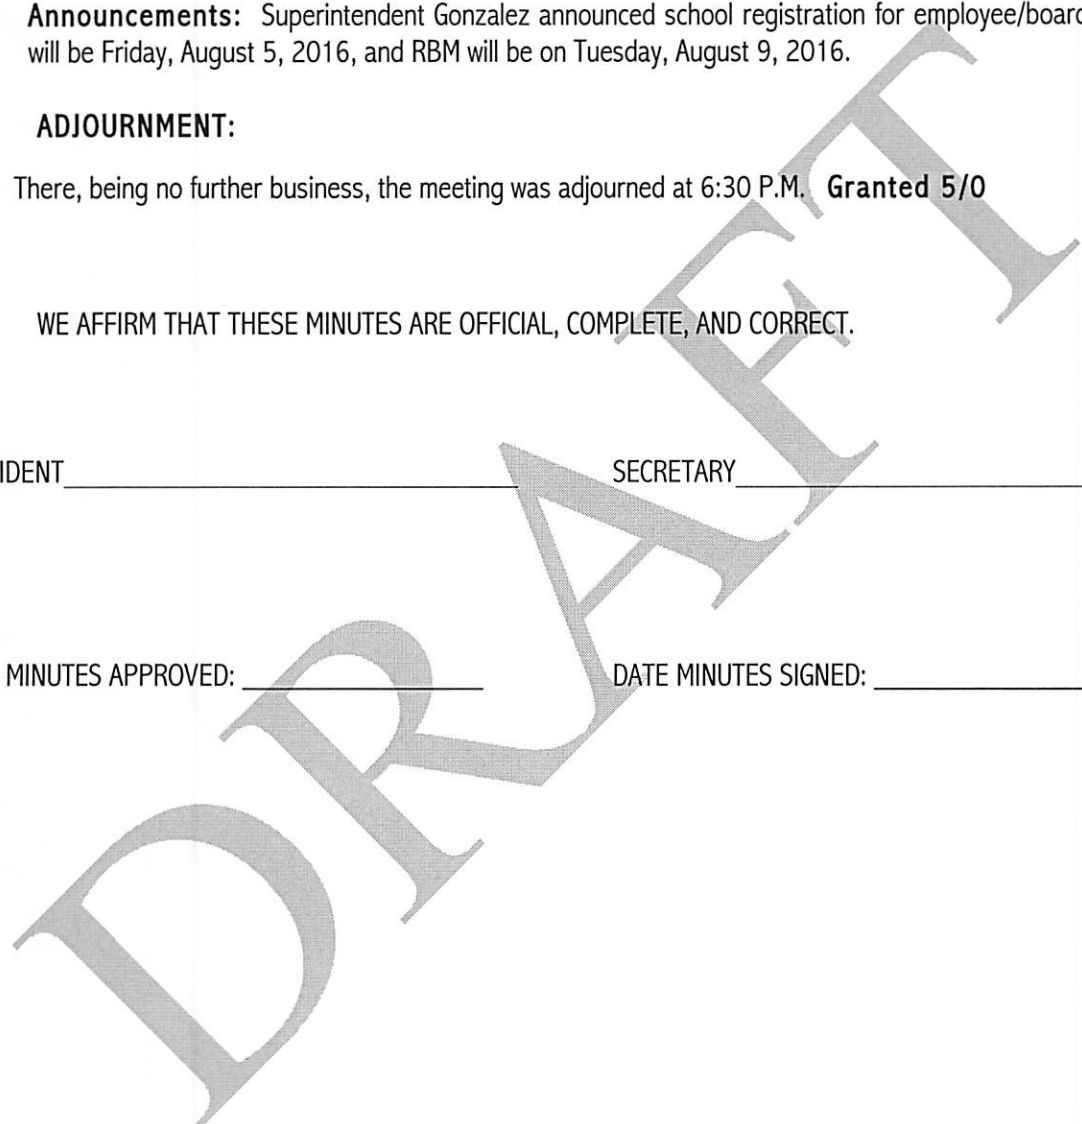 Announcements: Superintendent Gonzalez announced school registration for employee/board
will be Friday, August 5, 2016, and RBM will be on Tuesday, August 9, 2016.
ADJOURNMENT:
There, being no further business, the meeting was adjourned at 6:30 P.M. Granted 5/0
WE AFFIRM THAT THESE MINUTES ARE OFFICIAL, COMPLETE, AND CORRECT.
IDENT SECRETARY
MINUTES APPROVED: DATE MINUTES SIGNED:
DRAFT